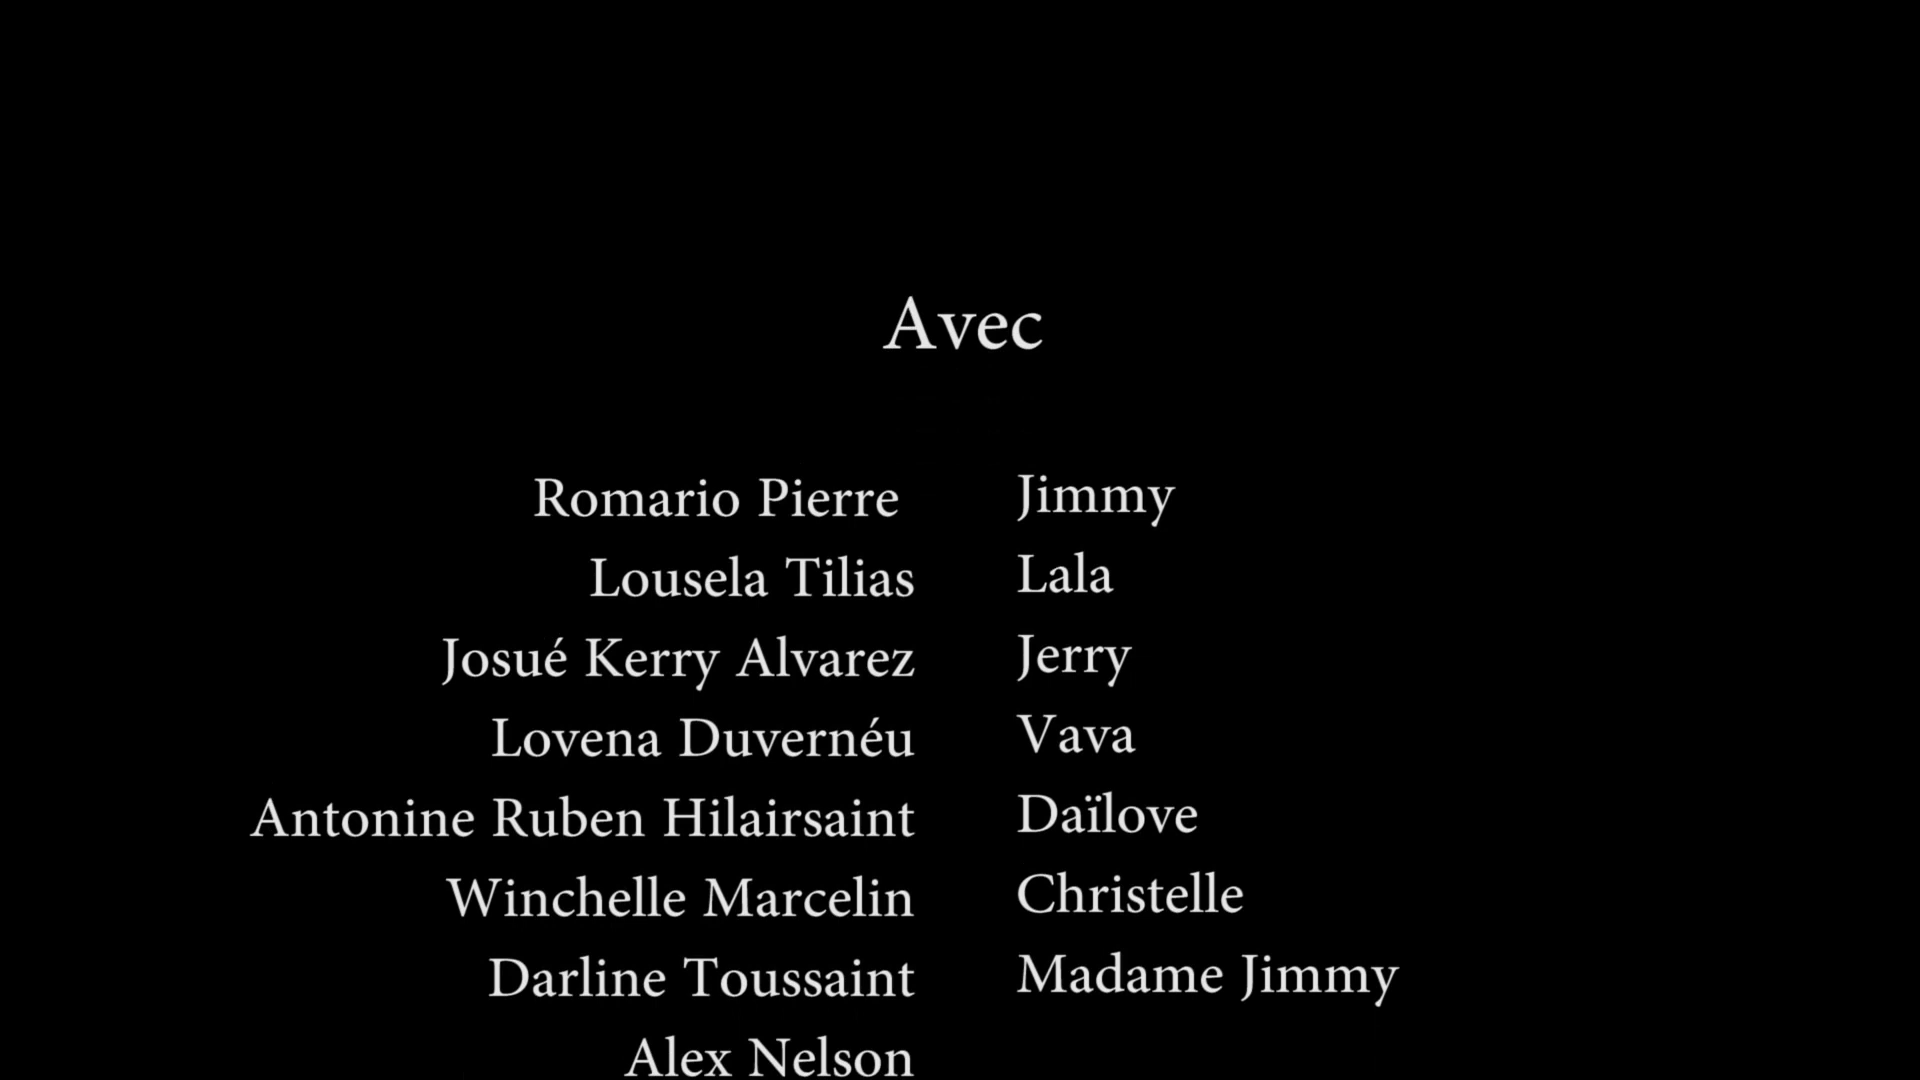 Avec
Romario Pierre Jimmy
Lousela Tilias Lala
Josué Kerry Alvarez Jerry
Lovena Duvernéu Vava
Antonine Ruben Hilairsaint Daïlove
Winchelle Marcelin Christelle
Darline Toussaint Madame Jimmy
Alex Nelson